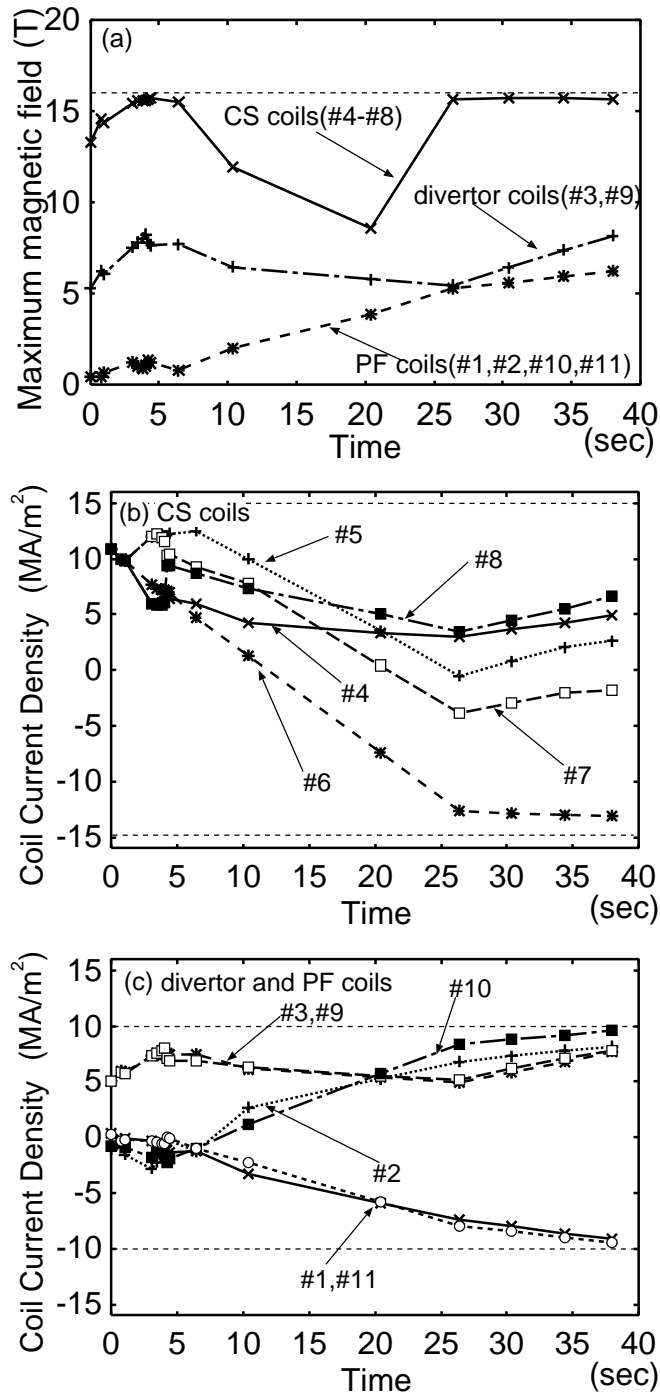 20
(a)
15
10
5
0
Maximum magnetic field (T)
CS coils(#4-#8)
divertor coils(#3,#9)
PF coils(#1,#2,#10,#11)
0 5 10 15 20 25 30 35 40
Time
(sec)
15
10
5
0
-5
-10
-15
Coil Current Density (MA/m²)
(b) CS coils
#5
#8
#4
#6
#7
0 5 10 15 20 25 30 35 40
Time
(sec)
15
10
5
0
-5
-10
-15
Coil Current Density (MA/m²)
(c) divertor and PF coils
#3,#9
#10
#2
#1,#11
0 5 10 15 20 25 30 35 40
Time
(sec)